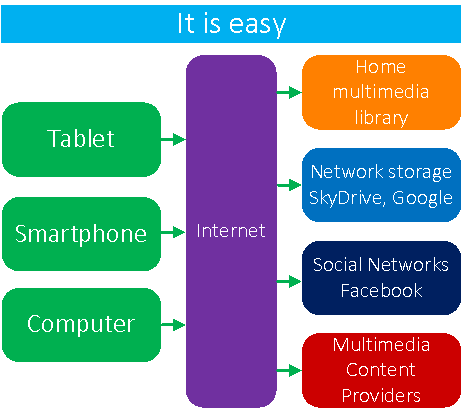 It is easy
Tablet
Smartphone
Computer
Internet
Home
multimedia
library
Network storage
SkyDrive, Google
Social Networks
Facebook
Multimedia
Content
Providers